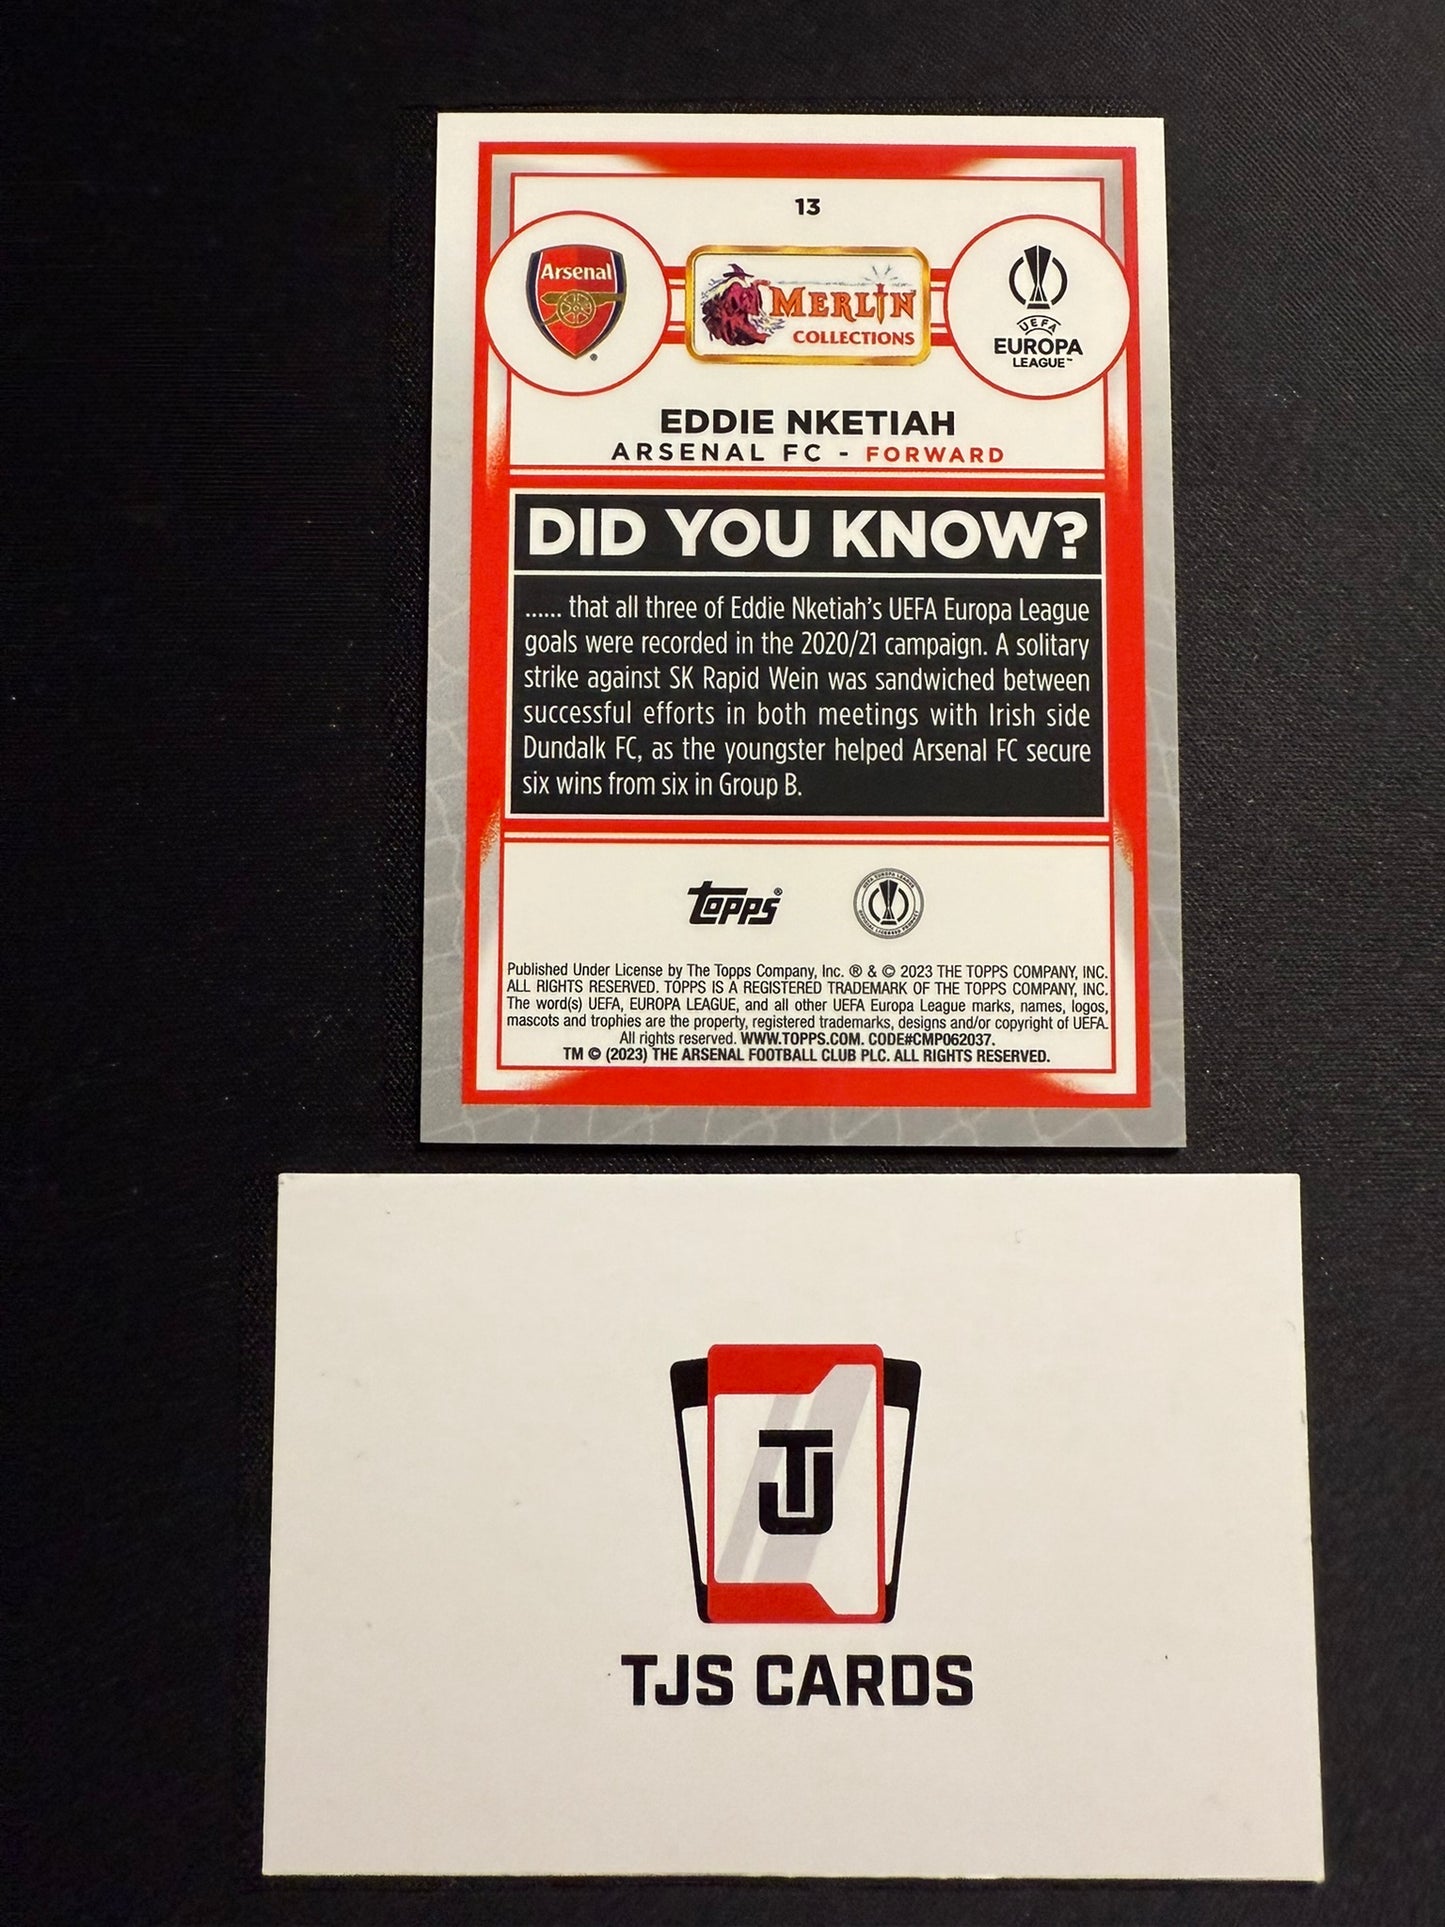 13
Arsenal
MERLIN
COLLECTIONS
UEFA
EUROPA
LEAGUE™
EDDIE NKETIAH
ARSENAL FC - FORWARD
DID YOU KNOW?
...... that all three of Eddie Nketiah's UEFA Europa League
goals were recorded in the 2020/21 campaign. A solitary
strike against SK Rapid Wein was sandwiched between
successful efforts in both meetings with Irish side
Dundalk FC, as the youngster helped Arsenal FC secure
six wins from six in Group B.
Topps®
Published Under License by The Topps Company, Inc. ® & © 2023 THE TOPPS COMPANY, INC.
ALL RIGHTS RESERVED. TOPPS IS A REGISTERED TRADEMARK OF THE TOPPS COMPANY, INC.
The word(s) UEFA, EUROPA LEAGUE, and all other UEFA Europa League marks, names, logos,
mascots and trophies are the property, registered trademarks, designs and/or copyright of UEFA.
All rights reserved. WWW.TOPPS.COM. CODE#CMP062037.
TM © (2023) THE ARSENAL FOOTBALL CLUB PLC. ALL RIGHTS RESERVED.
TJ
TJS CARDS